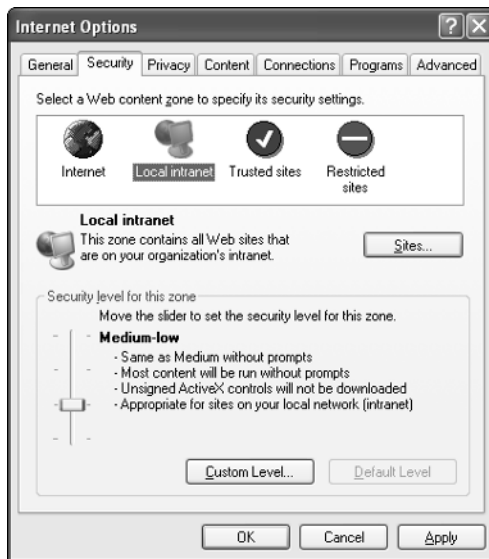 Internet Options
General Security Privacy Content Connections Programs Advanced
Select a Web content zone to specify its security settings.
Internet Local intranet Trusted sites Restricted
sites
Local intranet
This zone contains all Web sites that
are on your organization's intranet.
Sites...
Security level for this zone
Move the slider to set the security level for this zone.
Medium-low
- Same as Medium without prompts
- Most content will be run without prompts
- Unsigned ActiveX controls will not be downloaded
- Appropriate for sites on your local network (intranet)
Custom Level... Default Level
OK Cancel Apply